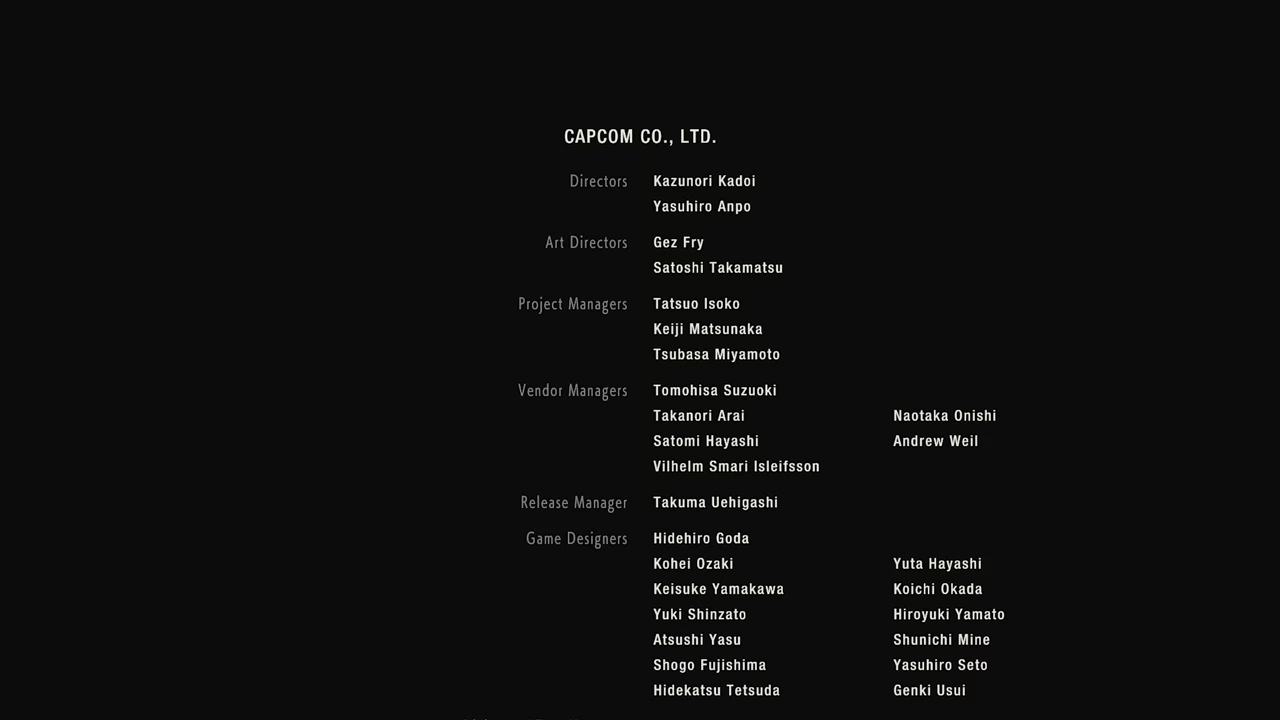 CAPCOM CO., LTD.
Directors Kazunori Kadoi
Yasuhiro Anpo
Art Directors Gez Fry
Satoshi Takamatsu
Project Managers Tatsuo Isoko
Keiji Matsunaka
Tsubasa Miyamoto
Vendor Managers Tomohisa Suzuoki
Takanori Arai Naotaka Onishi
Satomi Hayashi Andrew Weil
Vilhelm Smari Isleifsson
Release Manager Takuma Uehigashi
Game Designers Hidehiro Goda
Kohei Ozaki Yuta Hayashi
Keisuke Yamakawa Koichi Okada
Yuki Shinzato Hiroyuki Yamato
Atsushi Yasu Shunichi Mine
Shogo Fujishima Yasuhiro Seto
Hidekatsu Tetsuda Genki Usui